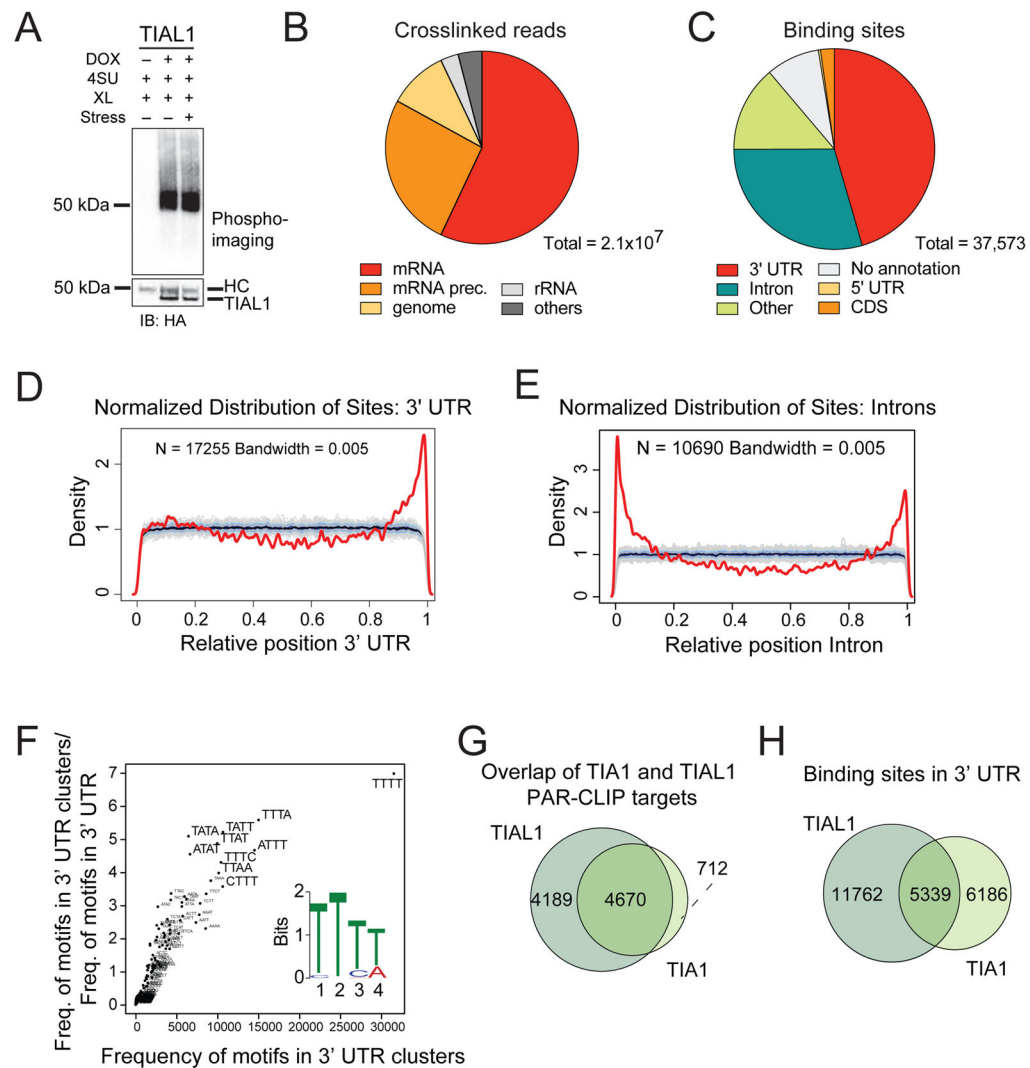 A
TIAL1
DOX – + +
4SU + + +
XL + + +
Stress – – +
50 kDa
Phospho-
imaging
50 kDa
HC
TIAL1
IB: HA
B
Crosslinked reads
Total = 2.1x10⁷
mRNA
mRNA prec.
genome
rRNA
others
C
Binding sites
Total = 37,573
3' UTR
Intron
Other
No annotation
5' UTR
CDS
D
Normalized Distribution of Sites: 3' UTR
N = 17255 Bandwidth = 0.005
Density
0 1 2
0 0.2 0.4 0.6 0.8 1
Relative position 3' UTR
E
Normalized Distribution of Sites: Introns
N = 10690 Bandwidth = 0.005
Density
0 1 2 3
0 0.2 0.4 0.6 0.8 1
Relative position Intron
F
Freq. of motifs in 3' UTR clusters/
Freq. of motifs in 3' UTR
7
6
5
4
3
2
1
0
TTTT
TTTA
TATA
TATT
TTAT
ATAT
ATTT
TTTC
TTAA
TAAA
CTTT
TTCT
TTAC
TCTT
AAAT
AATT
AAAA
Bits
2
1
0
1 2 3 4
0 5000 10000 15000 20000 25000 30000
Frequency of motifs in 3' UTR clusters
G
Overlap of TIA1 and TIAL1
PAR-CLIP targets
TIAL1
712
4189
4670
TIA1
H
Binding sites in 3' UTR
TIAL1
11762
5339
6186
TIA1